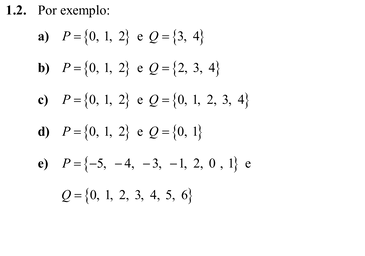 1.2. Por exemplo:
a) P = {0, 1, 2} e Q = {3, 4}
b) P = {0, 1, 2} e Q = {2, 3, 4}
c) P = {0, 1, 2} e Q = {0, 1, 2, 3, 4}
d) P = {0, 1, 2} e Q = {0, 1}
e) P = {−5, −4, −3, −1, 2, 0 , 1} e
Q = {0, 1, 2, 3, 4, 5, 6}